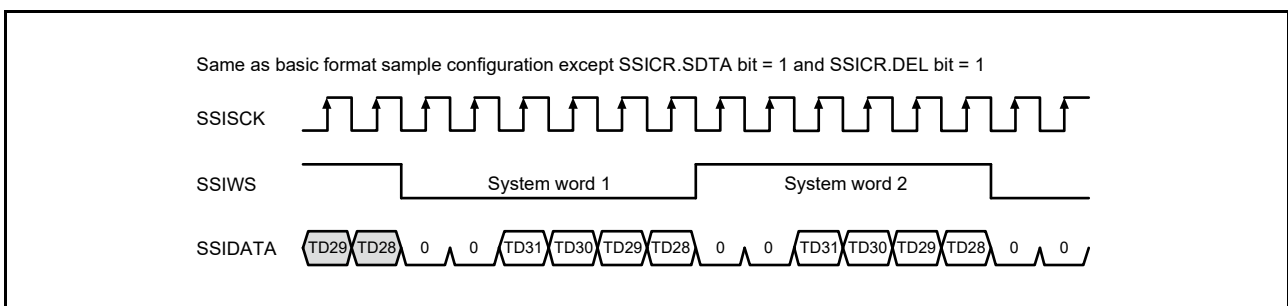 Same as basic format sample configuration except SSICR.SDTA bit = 1 and SSICR.DEL bit = 1
SSISCK
SSIWS System word 1 System word 2
SSIDATA TD29 TD28 0 0 TD31 TD30 TD29 TD28 0 0 TD31 TD30 TD29 TD28 0 0